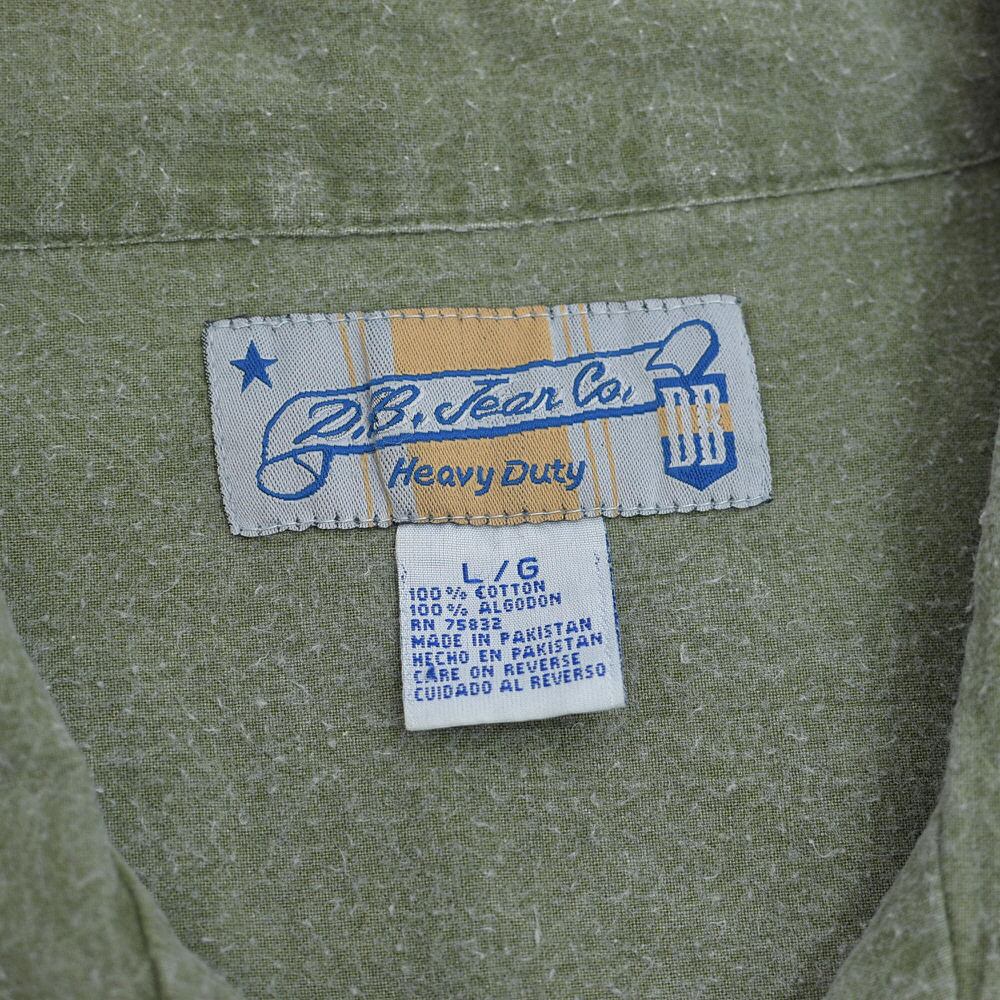 D.B. Jean Co.
DB
Heavy Duty
L/G
100% COTTON
100% ALGODON
RN 75832
MADE IN PAKISTAN
HECHO EN PAKISTAN
CARE ON REVERSE
CUIDADO AL REVERSO